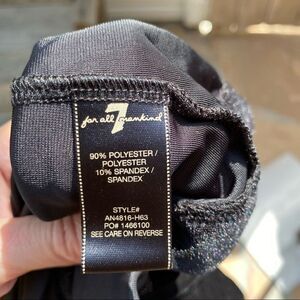 7
for all mankind
90% POLYESTER /
POLYESTER
10% SPANDEX /
SPANDEX
STYLE#
AN4816-H63
PO# 1466100
SEE CARE ON REVERSE